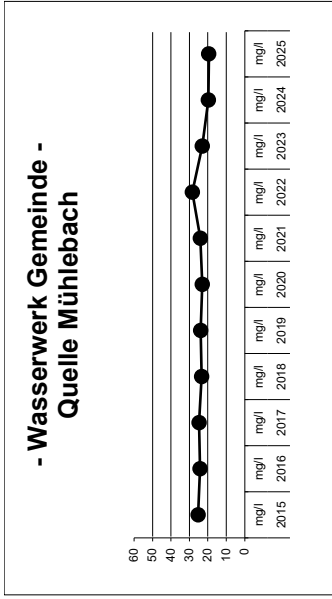 - Wasserwerk Gemeinde -
Quelle Mühlebach
60
50
40
30
20
10
0
mg/l mg/l mg/l mg/l mg/l mg/l mg/l mg/l mg/l mg/l mg/l
2015 2016 2017 2018 2019 2020 2021 2022 2023 2024 2025